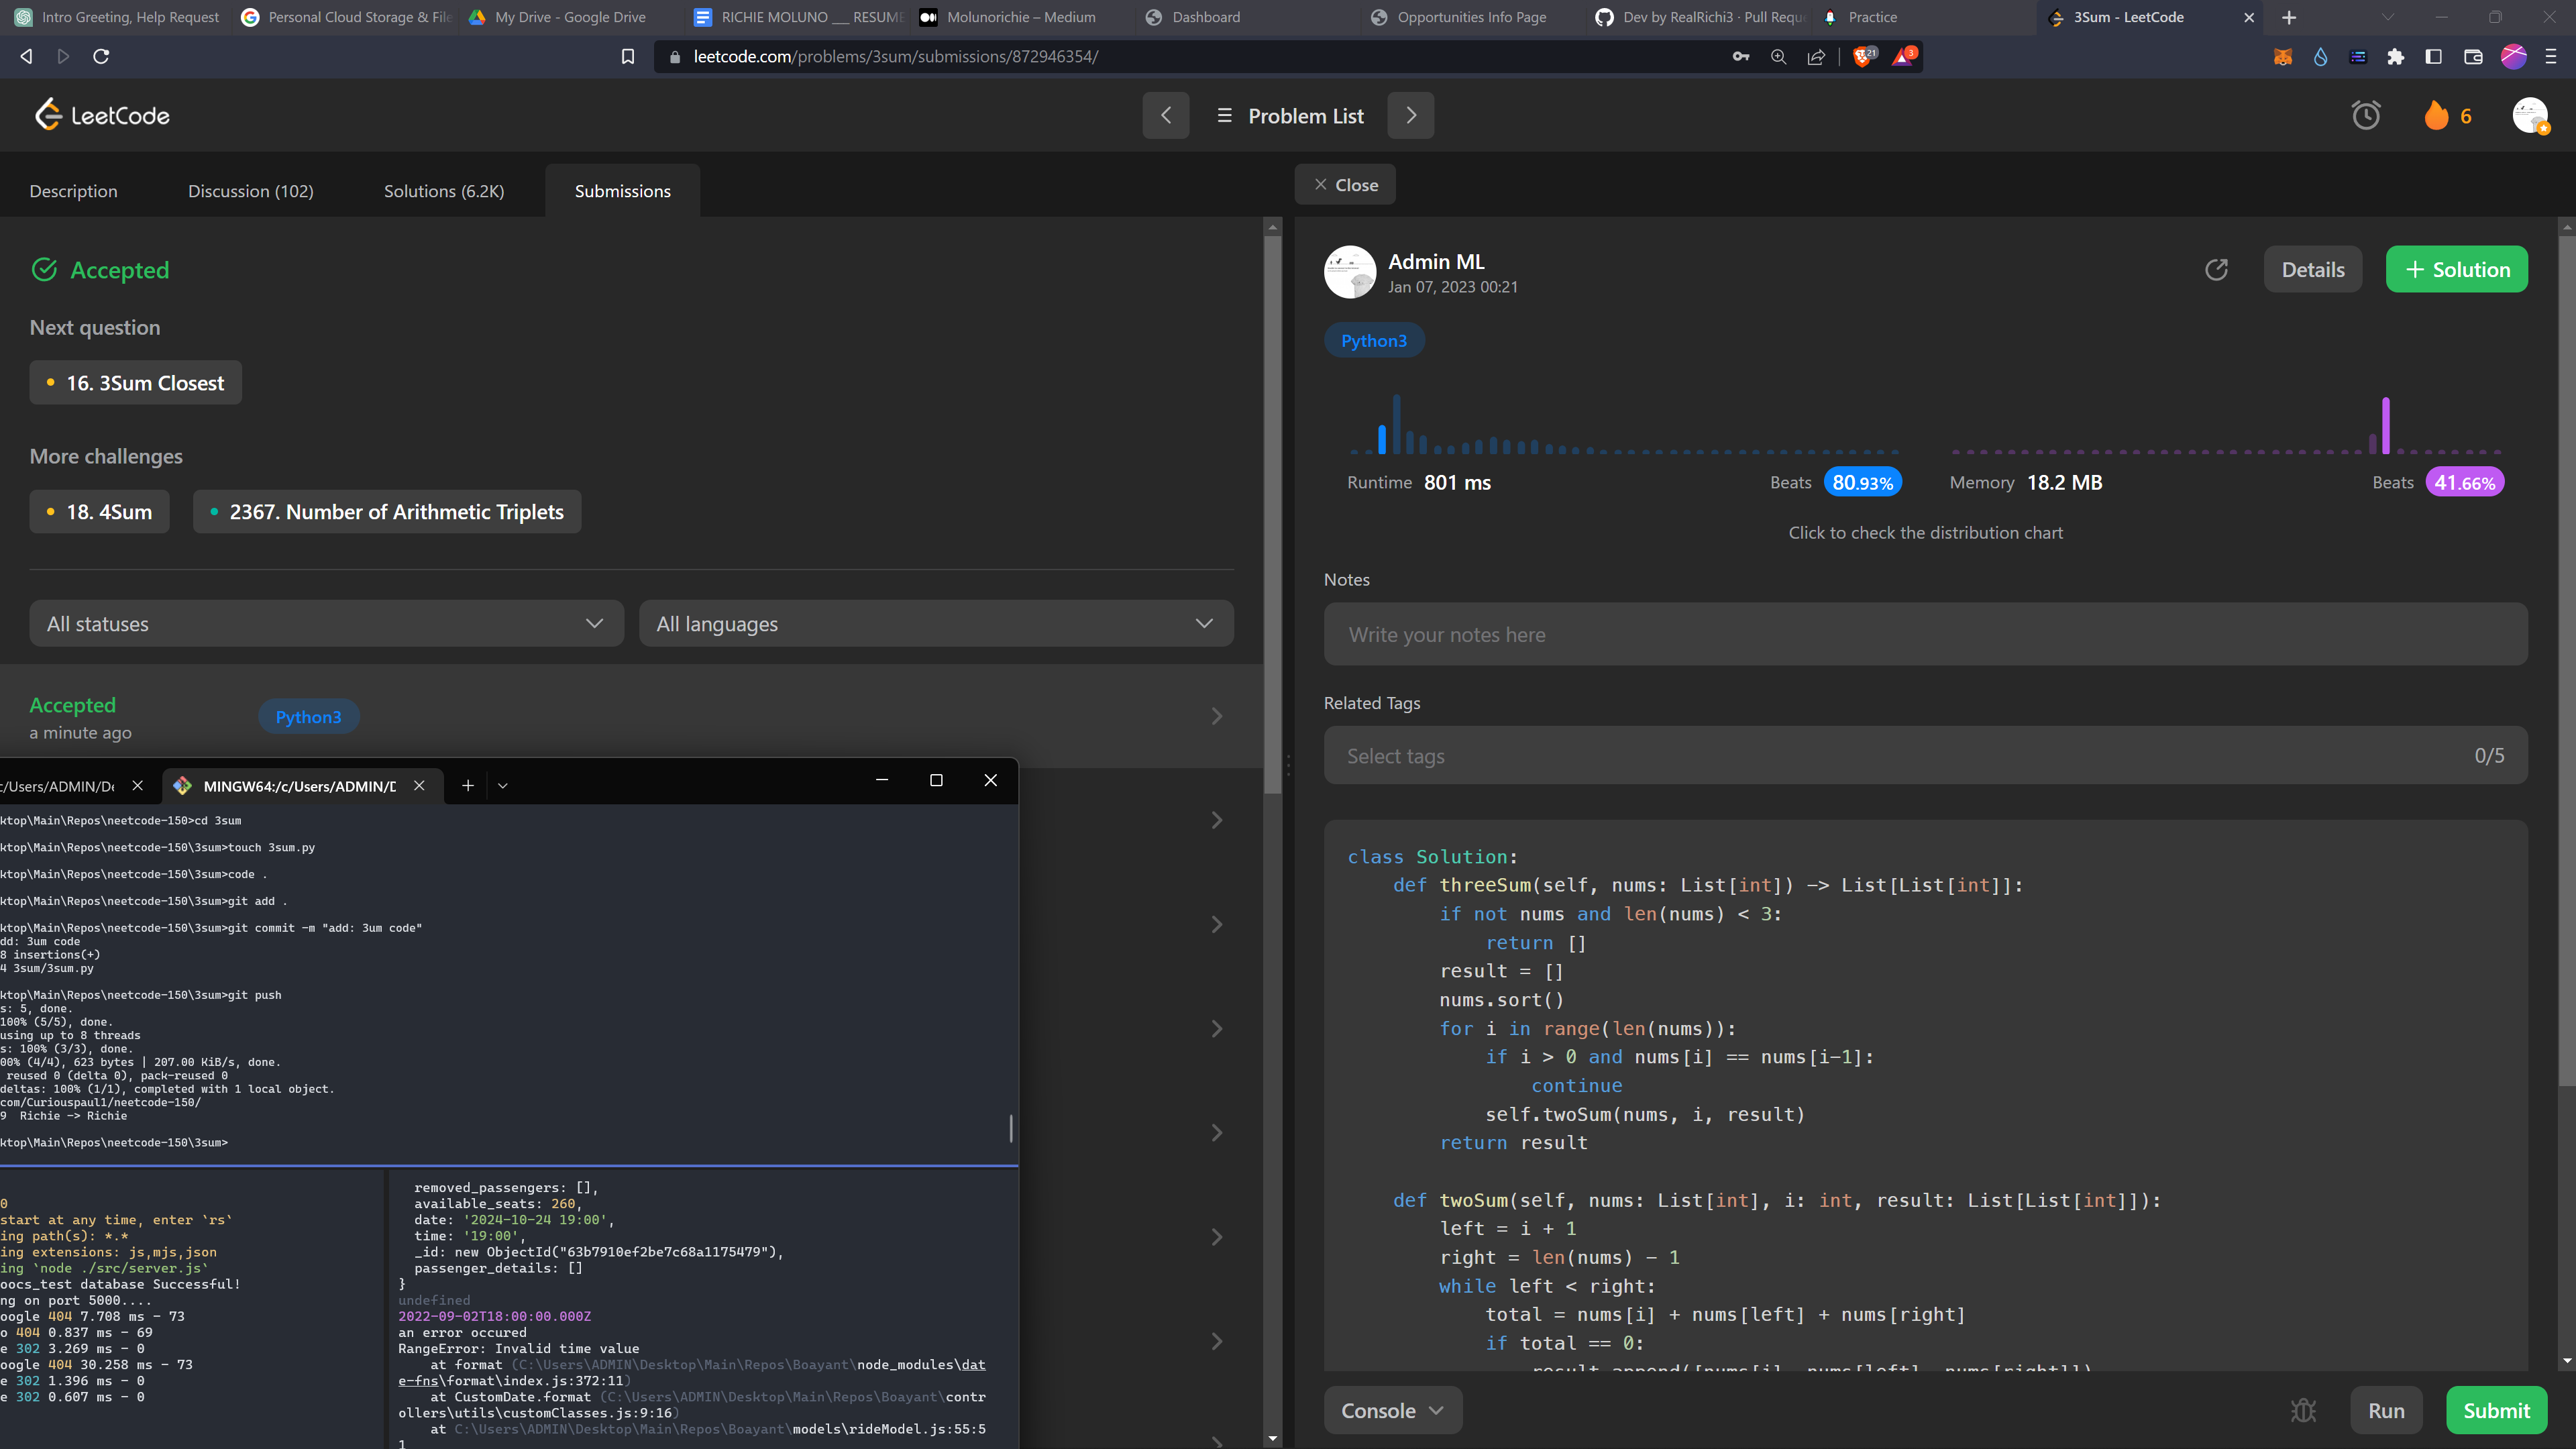 Intro Greeting, Help Request
Personal Cloud Storage & File
My Drive - Google Drive
RICHIE MOLUNO ___ RESUME
Molunorichie – Medium
Dashboard
Opportunities Info Page
Dev by RealRichi3 · Pull Reque
Practice
3Sum - LeetCode
leetcode.com/problems/3sum/submissions/872946354/
21
3
LeetCode
Problem List
6
Description
Discussion (102)
Solutions (6.2K)
Submissions
Close
Accepted
Next question
16. 3Sum Closest
More challenges
18. 4Sum
2367. Number of Arithmetic Triplets
All statuses
All languages
Accepted
a minute ago
Python3
Admin ML
Jan 07, 2023 00:21
Details
+ Solution
Python3
Runtime 801 ms
Beats 80.93%
Memory 18.2 MB
Beats 41.66%
Click to check the distribution chart
Notes
Write your notes here
Related Tags
Select tags
0/5
class Solution:
def threeSum(self, nums: List[int]) -> List[List[int]]:
if not nums and len(nums) < 3:
return []
result = []
nums.sort()
for i in range(len(nums)):
if i > 0 and nums[i] == nums[i-1]:
continue
self.twoSum(nums, i, result)
return result
def twoSum(self, nums: List[int], i: int, result: List[List[int]]):
left = i + 1
right = len(nums) - 1
while left < right:
total = nums[i] + nums[left] + nums[right]
if total == 0:
result.append([nums[i], nums[left], nums[right]])
Console
Run
Submit
:/Users/ADMIN/De
MINGW64:/c/Users/ADMIN/D
ktop\Main\Repos\neetcode-150>cd 3sum
ktop\Main\Repos\neetcode-150\3sum>touch 3sum.py
ktop\Main\Repos\neetcode-150\3sum>code .
ktop\Main\Repos\neetcode-150\3sum>git add .
ktop\Main\Repos\neetcode-150\3sum>git commit -m "add: 3um code"
dd: 3um code
8 insertions(+)
4 3sum/3sum.py
ktop\Main\Repos\neetcode-150\3sum>git push
s: 5, done.
100% (5/5), done.
using up to 8 threads
s: 100% (3/3), done.
00% (4/4), 623 bytes | 207.00 KiB/s, done.
reused 0 (delta 0), pack-reused 0
deltas: 100% (1/1), completed with 1 local object.
com/Curiouspaul1/neetcode-150/
9  Richie -> Richie
ktop\Main\Repos\neetcode-150\3sum>
0
start at any time, enter `rs`
ing path(s): *.*
ing extensions: js,mjs,json
ing `node ./src/server.js`
oocs_test database Successful!
ng on port 5000....
oogle 404 7.708 ms - 73
o 404 0.837 ms - 69
e 302 3.269 ms - 0
oogle 404 30.258 ms - 73
e 302 1.396 ms - 0
e 302 0.607 ms - 0
removed_passengers: [],
available_seats: 260,
date: '2024-10-24 19:00',
time: '19:00',
_id: new ObjectId("63b7910ef2be7c68a1175479"),
passenger_details: []
}
undefined
2022-09-02T18:00:00.000Z
an error occured
RangeError: Invalid time value
at format (C:\Users\ADMIN\Desktop\Main\Repos\Boayant\node_modules\dat
e-fns\format\index.js:372:11)
at CustomDate.format (C:\Users\ADMIN\Desktop\Main\Repos\Boayant\contr
ollers\utils\customClasses.js:9:16)
at C:\Users\ADMIN\Desktop\Main\Repos\Boayant\models\rideModel.js:55:5
1